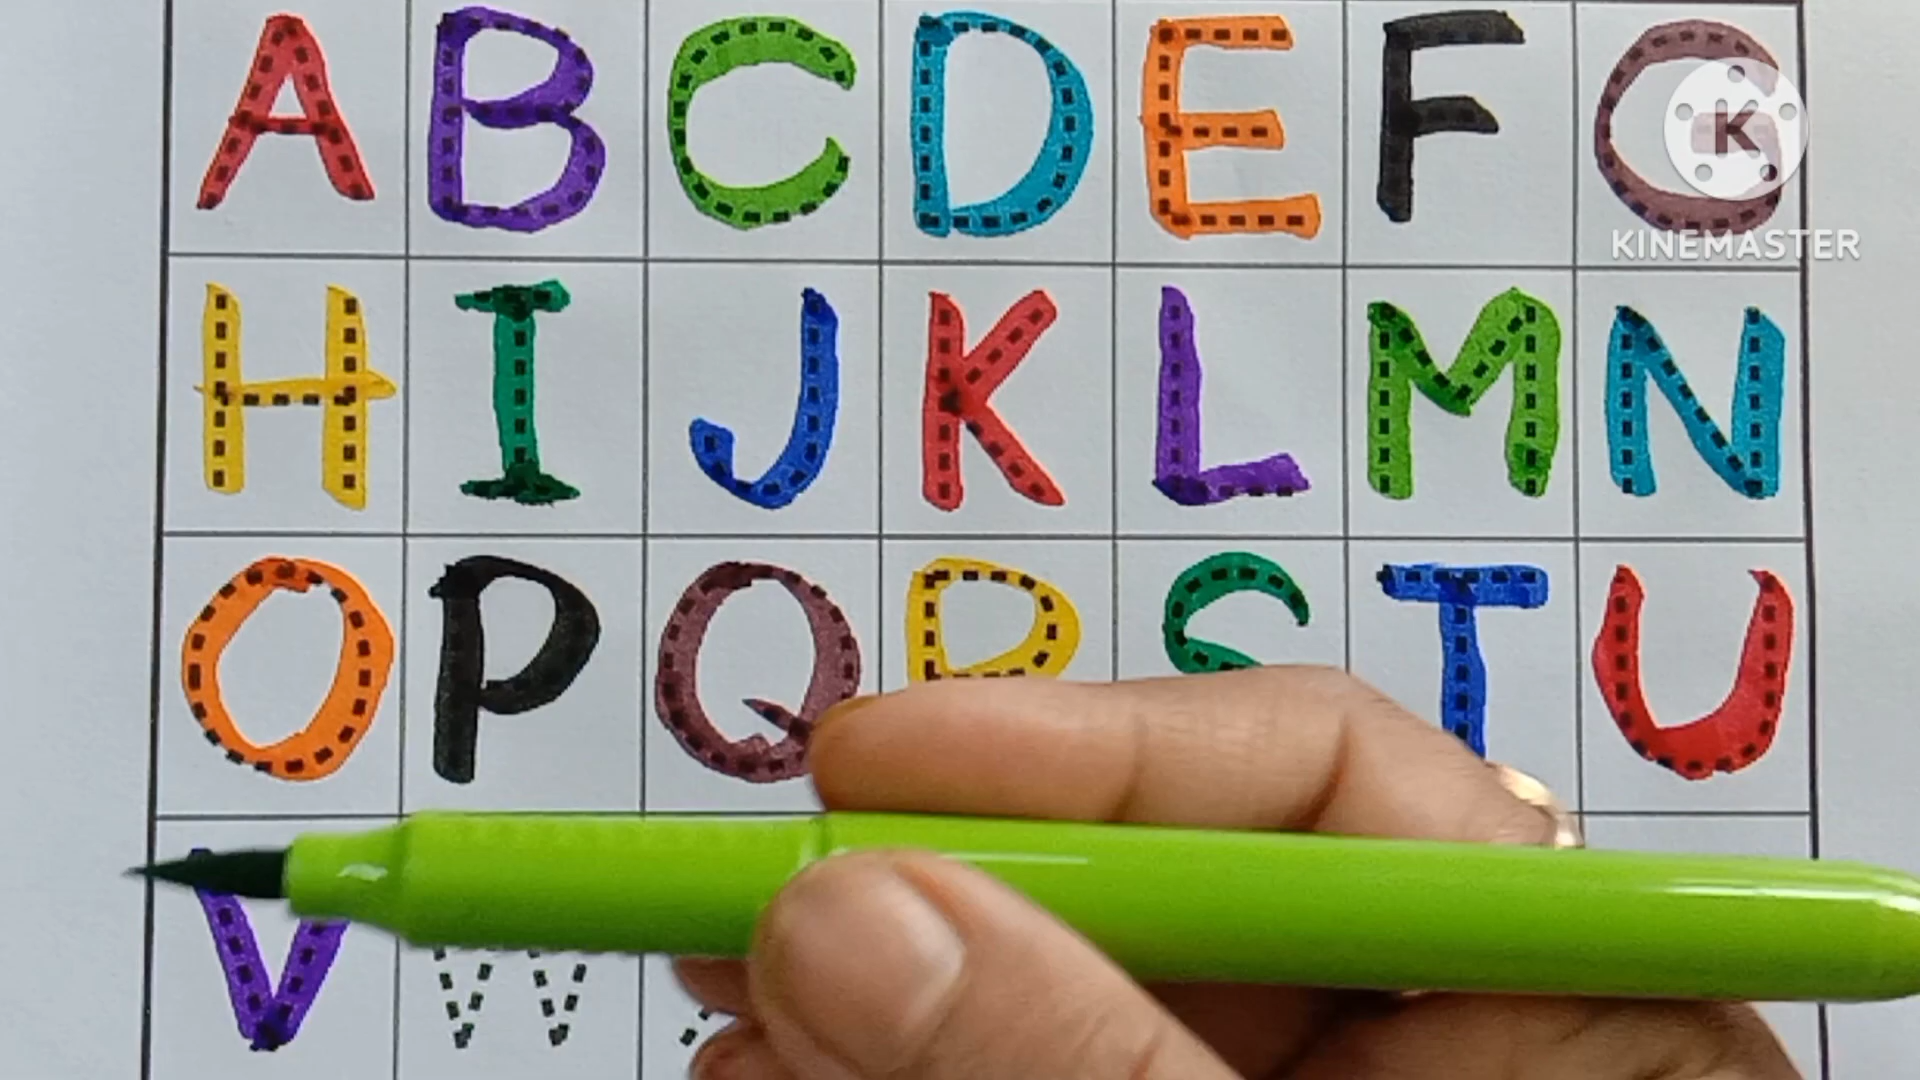 A B C D E F G
K
KINEMASTER
H I J K L M N
O P Q R S T U
V W